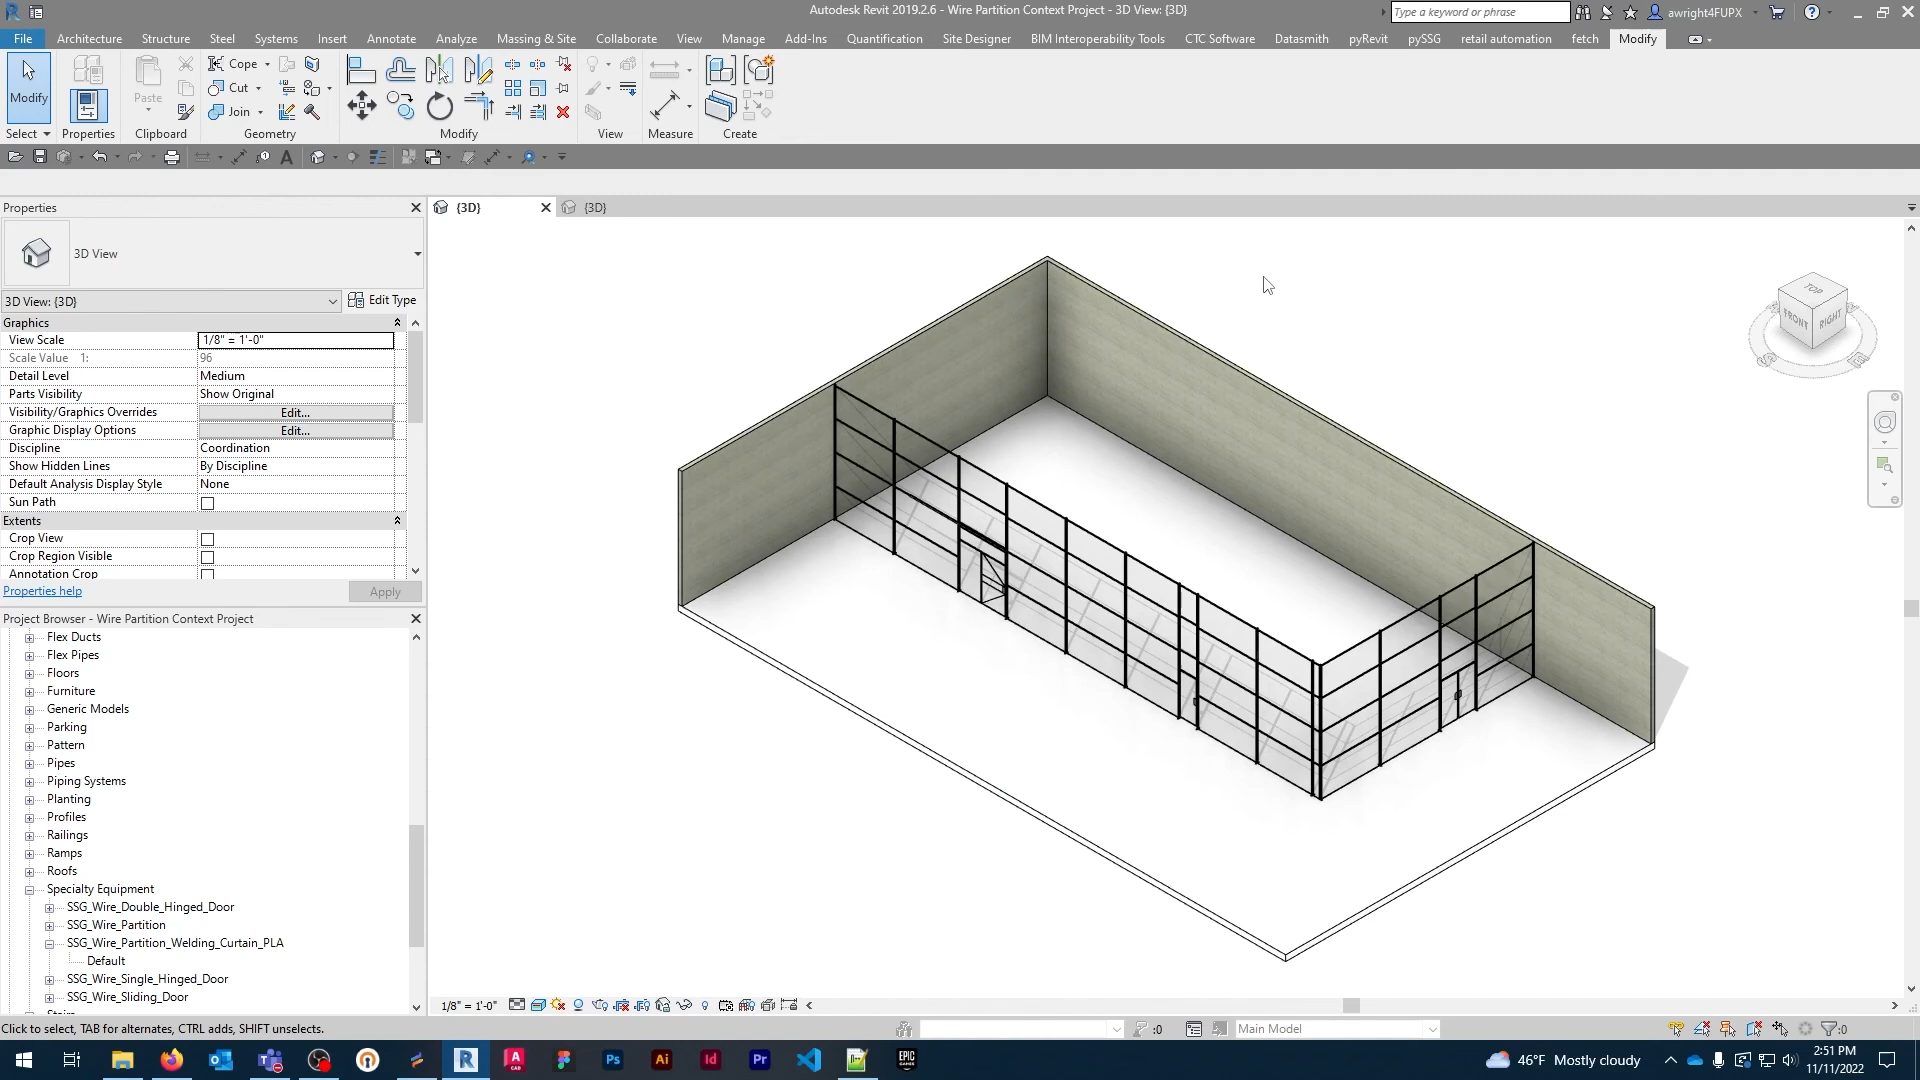 Autodesk Revit 2019.2.6 - Wire Partition Context Project - 3D View: {3D}
Type a keyword or phrase
awright4FUPX
File Architecture Structure Steel Systems Insert Annotate Analyze Massing & Site Collaborate View Manage Add-Ins Quantification Site Designer BIM Interoperability Tools CTC Software Datasmith pyRevit pySSG retail automation fetch Modify
Modify
Paste
Cope
Cut
Join
Select Properties Clipboard Geometry Modify View Measure Create
Properties
{3D}
{3D}
3D View
3D View: {3D}
Edit Type
Graphics
View Scale 1/8" = 1'-0"
Scale Value 1: 96
Detail Level Medium
Parts Visibility Show Original
Visibility/Graphics Overrides Edit...
Graphic Display Options Edit...
Discipline Coordination
Show Hidden Lines By Discipline
Default Analysis Display Style None
Sun Path
Extents
Crop View
Crop Region Visible
Annotation Crop
Properties help
Apply
TOP
FRONT
RIGHT
Project Browser - Wire Partition Context Project
Flex Ducts
Flex Pipes
Floors
Furniture
Generic Models
Parking
Pattern
Pipes
Piping Systems
Planting
Profiles
Railings
Ramps
Roofs
Specialty Equipment
SSG_Wire_Double_Hinged_Door
SSG_Wire_Partition
SSG_Wire_Partition_Welding_Curtain_PLA
Default
SSG_Wire_Single_Hinged_Door
SSG_Wire_Sliding_Door
1/8" = 1'-0"
Click to select, TAB for alternates, CTRL adds, SHIFT unselects.
:0
Main Model
:0
46°F Mostly cloudy
2:51 PM
11/11/2022